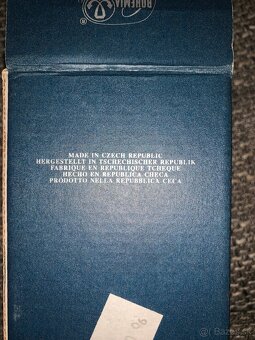 BOHEMIA
MADE IN CZECH REPUBLIC
HERGESTELLT IN TSCHECHISCHER REPUBLIK
FABRIQUE EN REPUBLIQUE TCHEQUE
HECHO EN REPUBLICA CHECA
PRODOTTO NELLA REPUBBLICA CECA